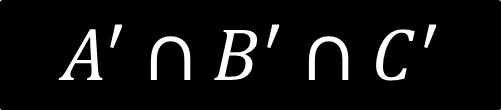 A′ ∩ B′ ∩ C′